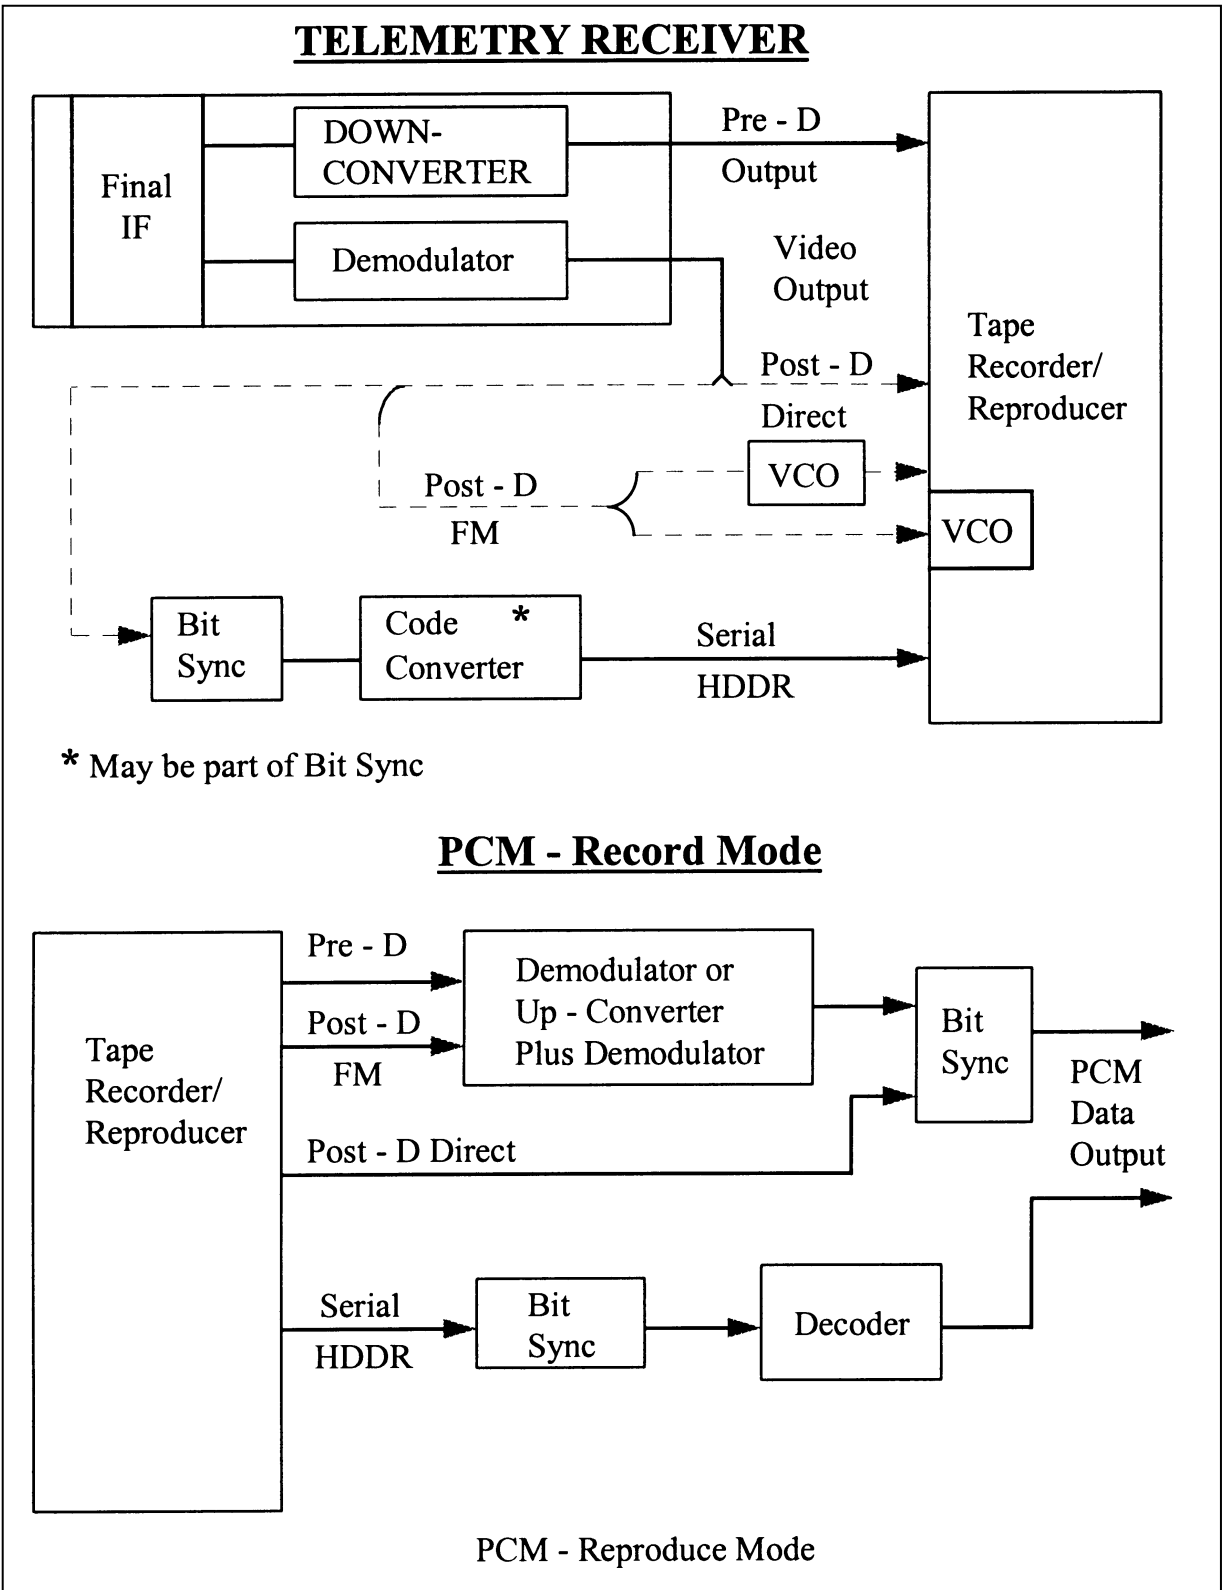 TELEMETRY RECEIVER
Final
IF
DOWN-
CONVERTER
Demodulator
Pre - D
Output
Video
Output
Post - D
Direct
Tape
Recorder/
Reproducer
Post - D
FM
VCO
VCO
Bit
Sync
Code *
Converter
Serial
HDDR
* May be part of Bit Sync
PCM - Record Mode
Tape
Recorder/
Reproducer
Pre - D
Post - D
FM
Demodulator or
Up - Converter
Plus Demodulator
Bit
Sync
PCM
Data
Output
Post - D Direct
Serial
HDDR
Bit
Sync
Decoder
PCM - Reproduce Mode